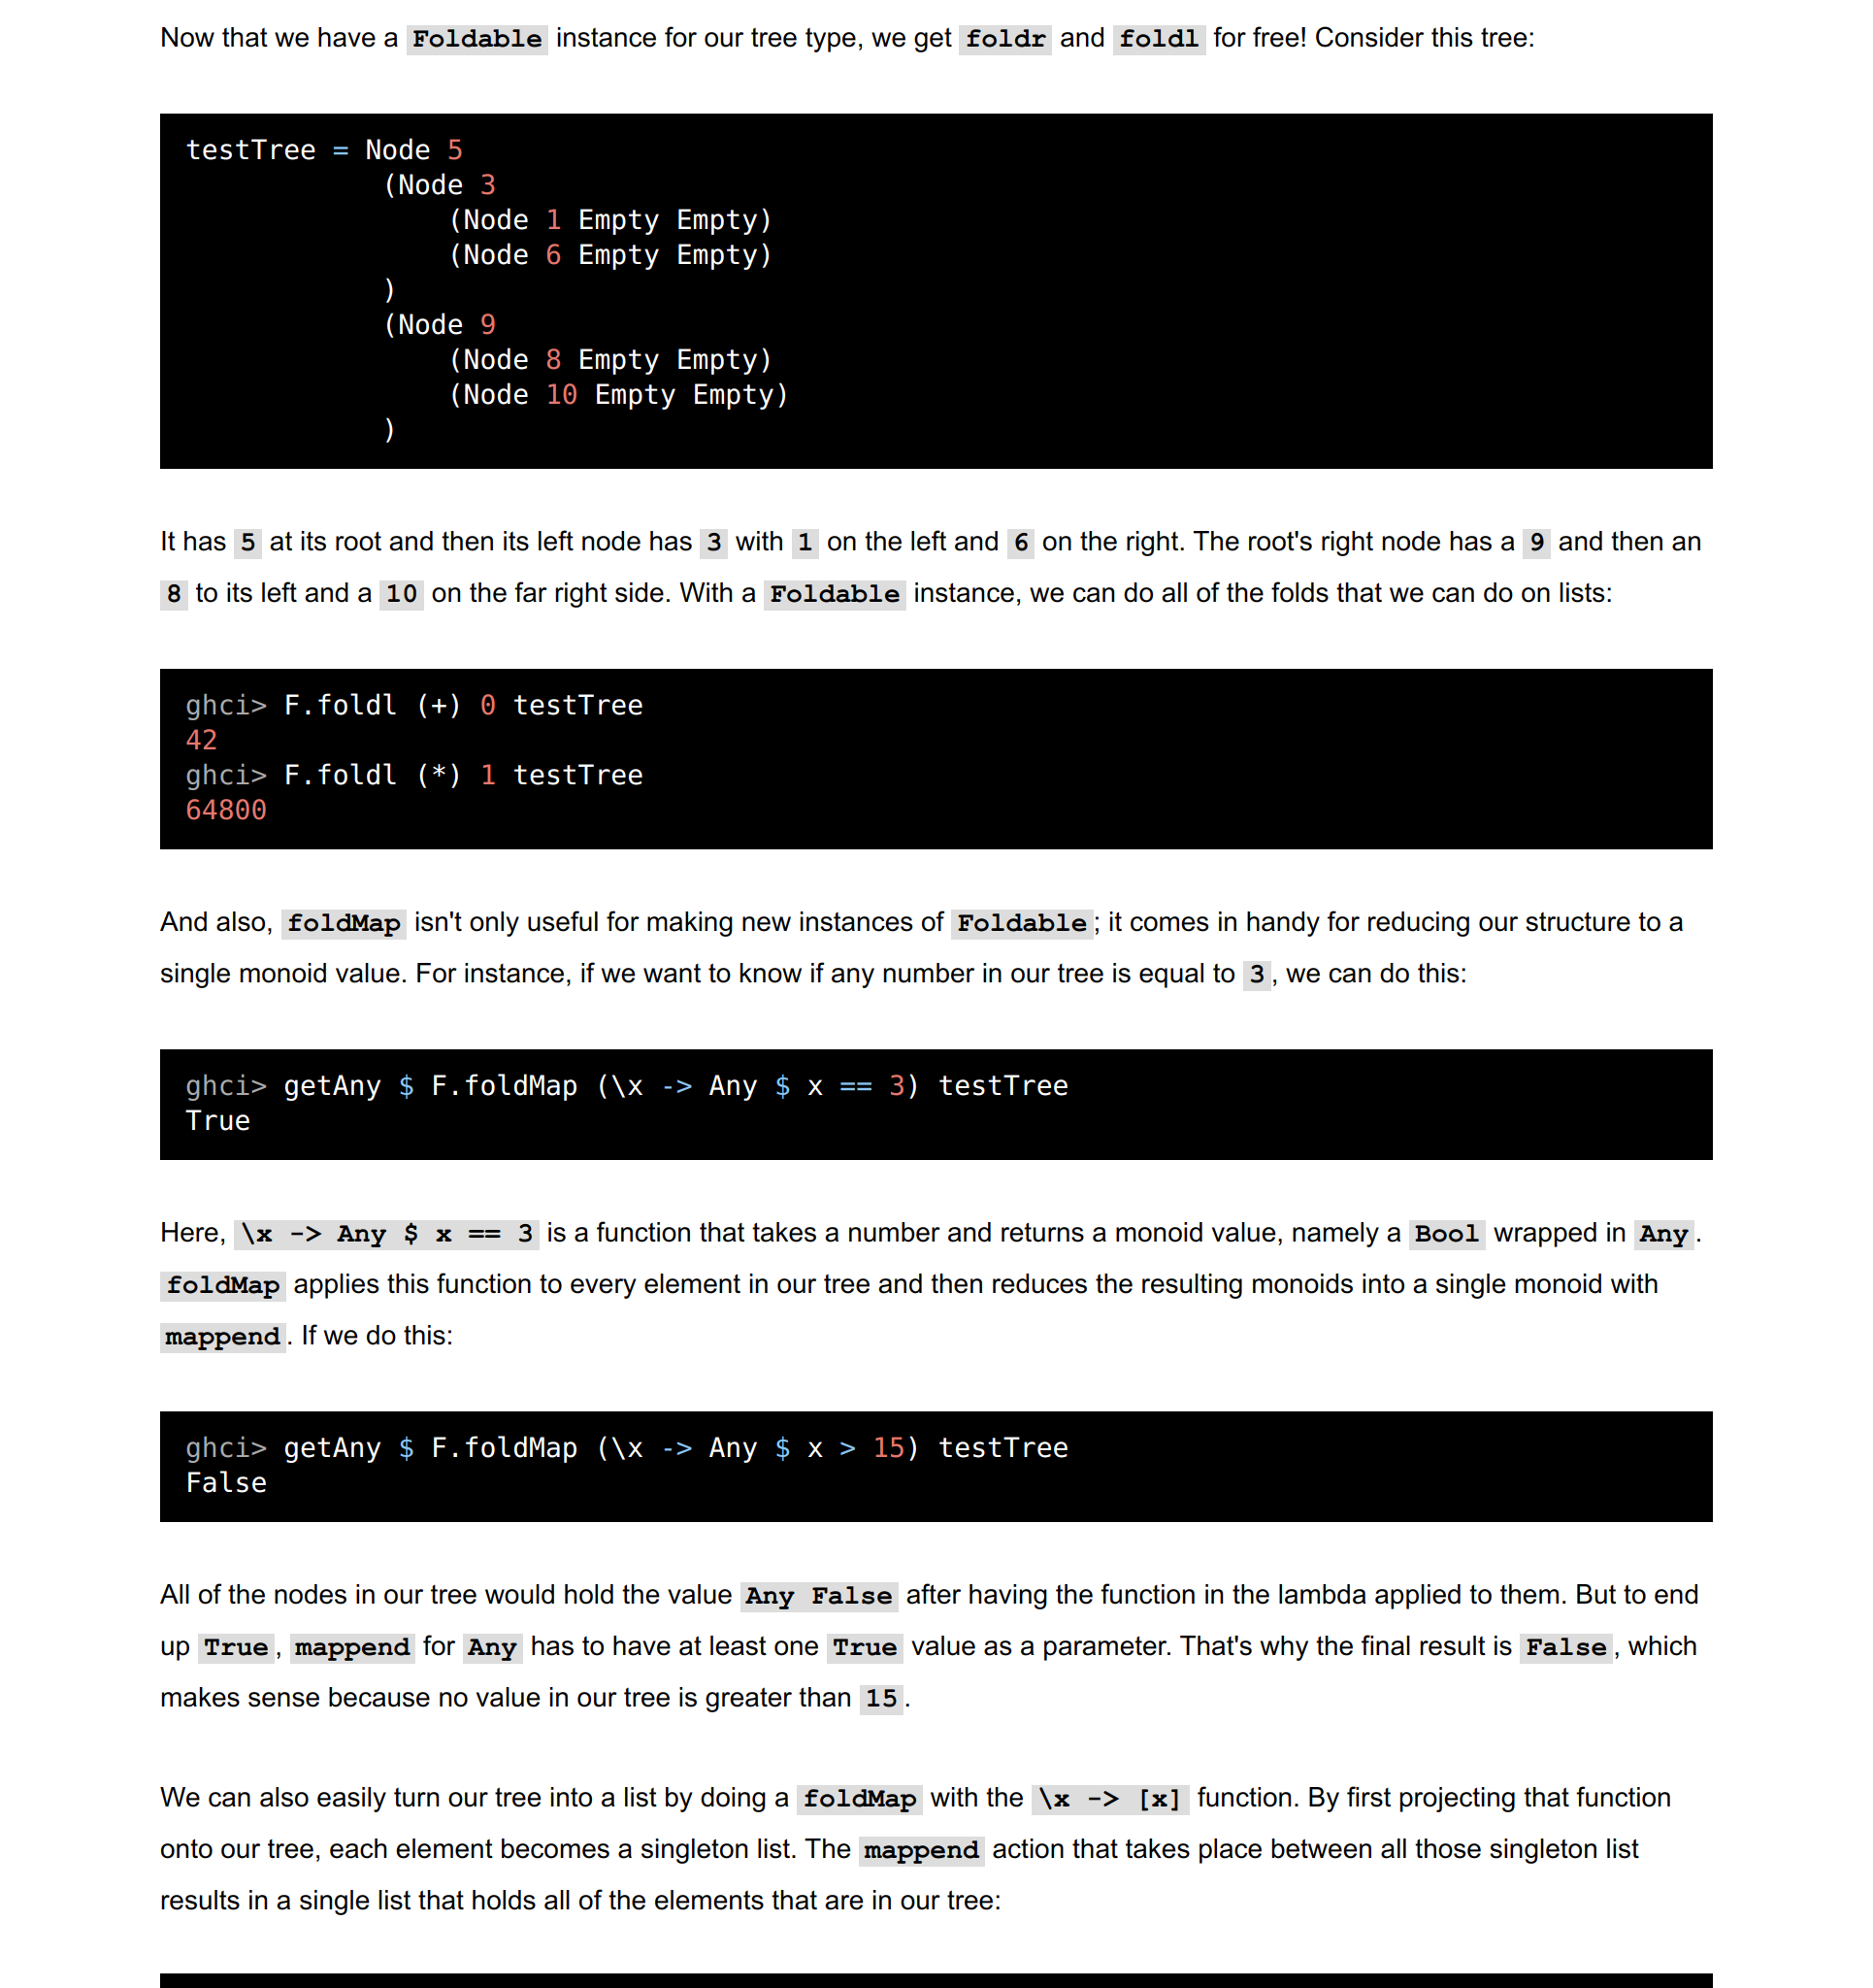 Now that we have a Foldable instance for our tree type, we get foldr and foldl for free! Consider this tree:
testTree = Node 5
            (Node 3
                (Node 1 Empty Empty)
                (Node 6 Empty Empty)
            )
            (Node 9
                (Node 8 Empty Empty)
                (Node 10 Empty Empty)
            )
It has 5 at its root and then its left node has 3 with 1 on the left and 6 on the right. The root's right node has a 9 and then an
8 to its left and a 10 on the far right side. With a Foldable instance, we can do all of the folds that we can do on lists:
ghci> F.foldl (+) 0 testTree
42
ghci> F.foldl (*) 1 testTree
64800
And also, foldMap isn't only useful for making new instances of Foldable; it comes in handy for reducing our structure to a
single monoid value. For instance, if we want to know if any number in our tree is equal to 3, we can do this:
ghci> getAny $ F.foldMap (\x -> Any $ x == 3) testTree
True
Here, \x -> Any $ x == 3 is a function that takes a number and returns a monoid value, namely a Bool wrapped in Any.
foldMap applies this function to every element in our tree and then reduces the resulting monoids into a single monoid with
mappend. If we do this:
ghci> getAny $ F.foldMap (\x -> Any $ x > 15) testTree
False
All of the nodes in our tree would hold the value Any False after having the function in the lambda applied to them. But to end
up True, mappend for Any has to have at least one True value as a parameter. That's why the final result is False, which
makes sense because no value in our tree is greater than 15.
We can also easily turn our tree into a list by doing a foldMap with the \x -> [x] function. By first projecting that function
onto our tree, each element becomes a singleton list. The mappend action that takes place between all those singleton list
results in a single list that holds all of the elements that are in our tree: